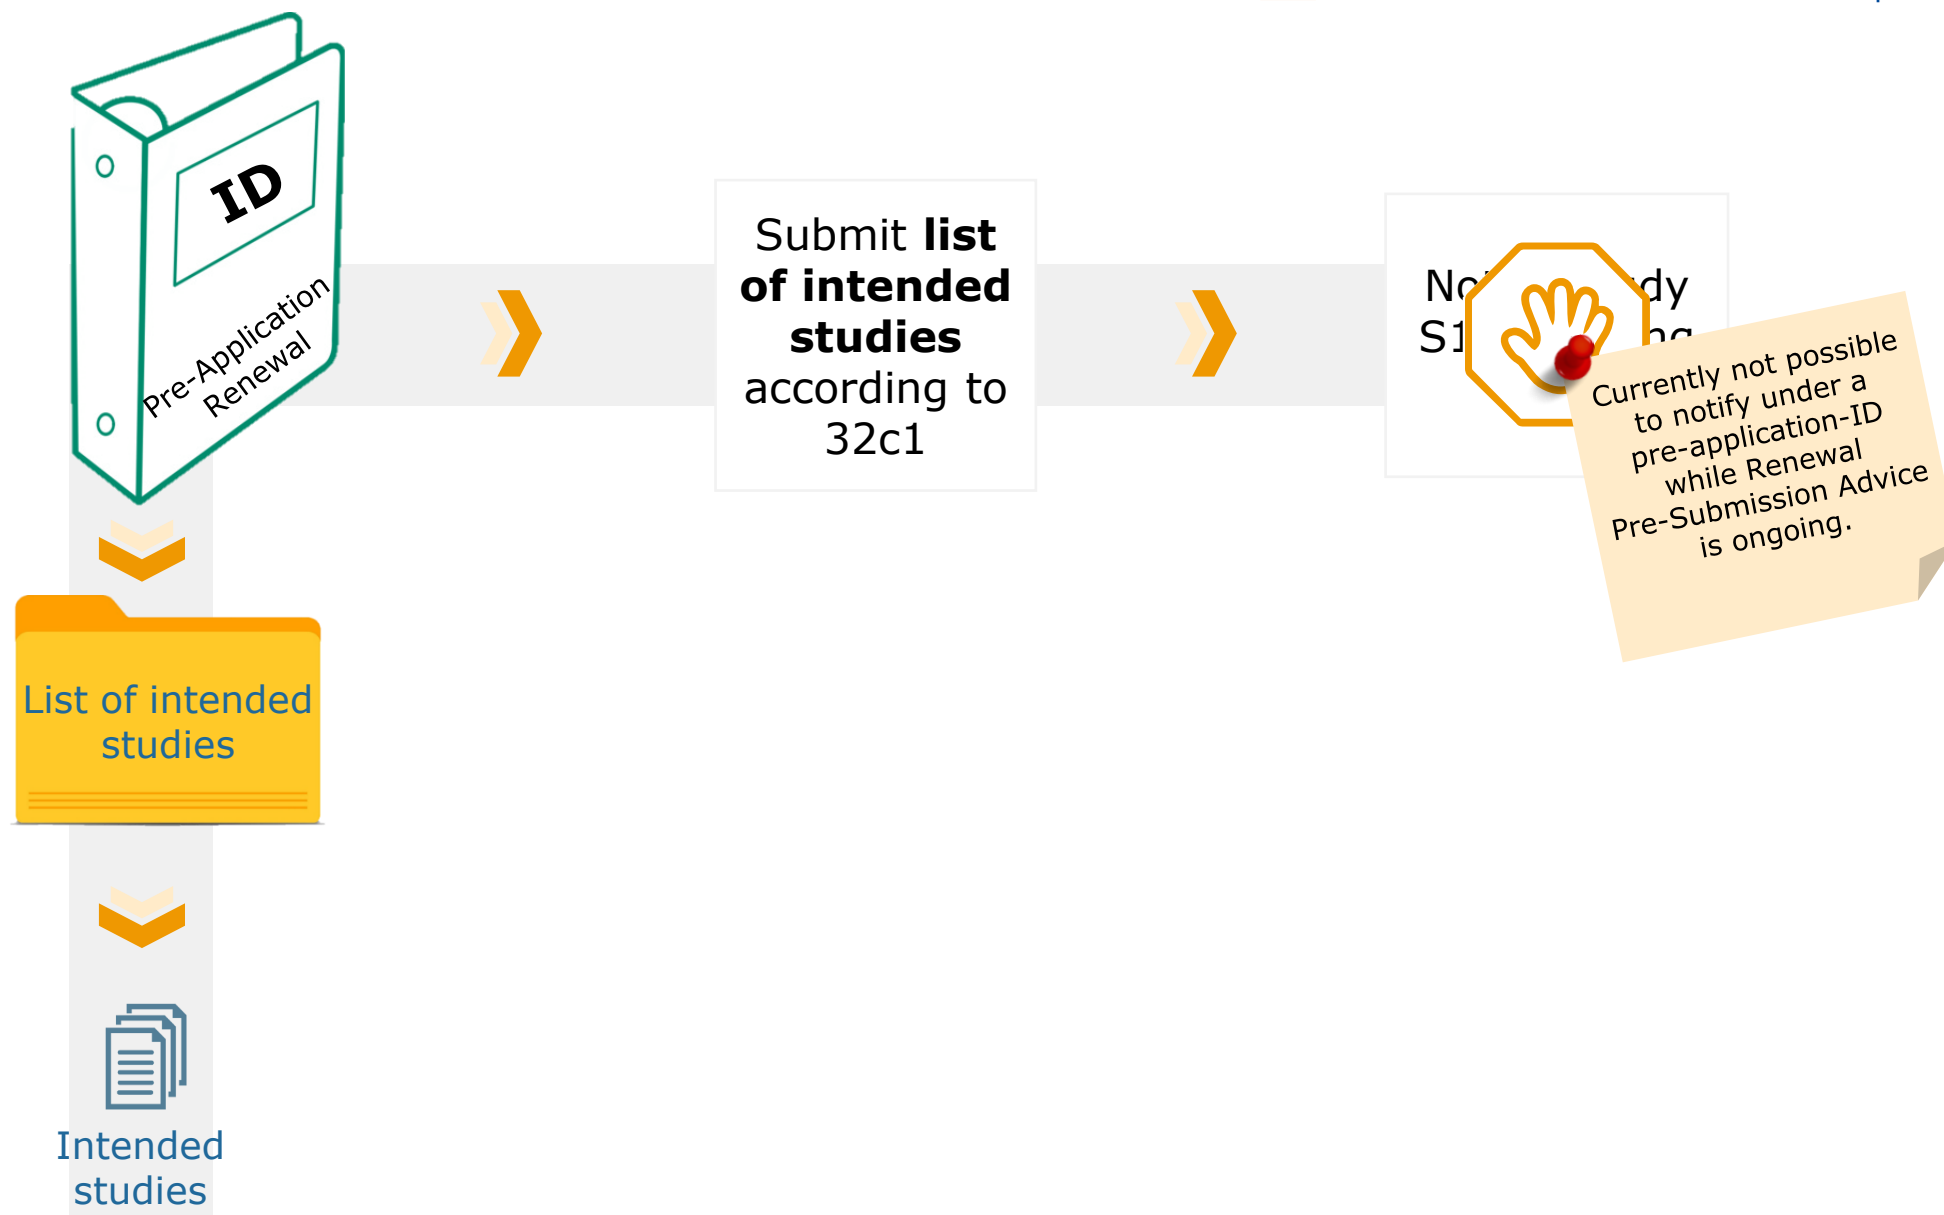 ID
Pre-Application
Renewal
Submit list
of intended
studies
according to
32c1
Currently not possible
to notify under a
pre-application-ID
while Renewal
Pre-Submission Advice
is ongoing.
List of intended
studies
Intended
studies